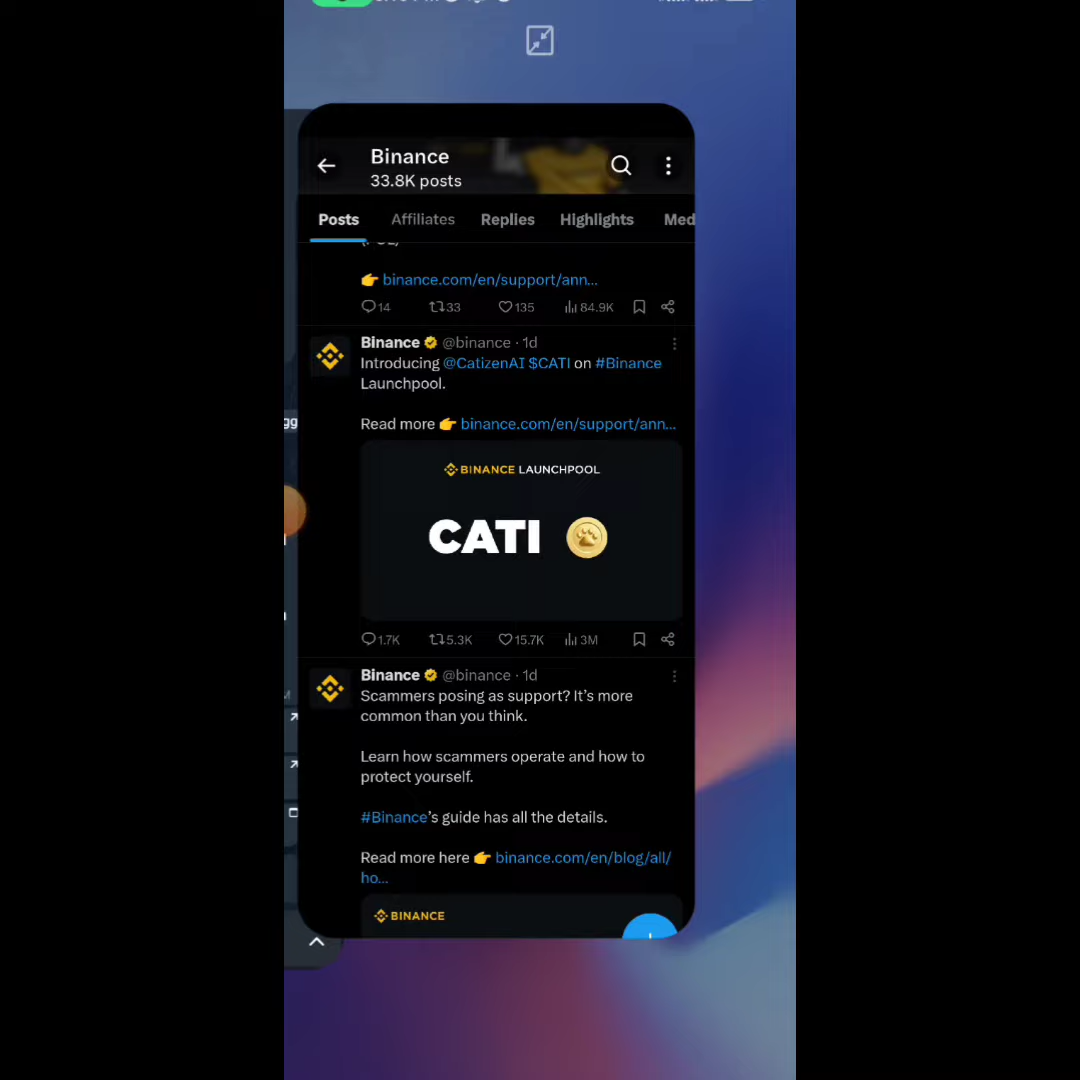 Binance
33.8K posts
Posts Affiliates Replies Highlights Med
👉 binance.com/en/support/ann...
14 33 135 84.9K
Binance @binance · 1d
Introducing @CatizenAI $CATI on #Binance
Launchpool.
Read more 👉 binance.com/en/support/ann...
BINANCE LAUNCHPOOL
CATI
1.7K 5.3K 15.7K 3M
Binance @binance · 1d
Scammers posing as support? It's more
common than you think.
Learn how scammers operate and how to
protect yourself.
#Binance's guide has all the details.
Read more here 👉 binance.com/en/blog/all/
ho...
BINANCE